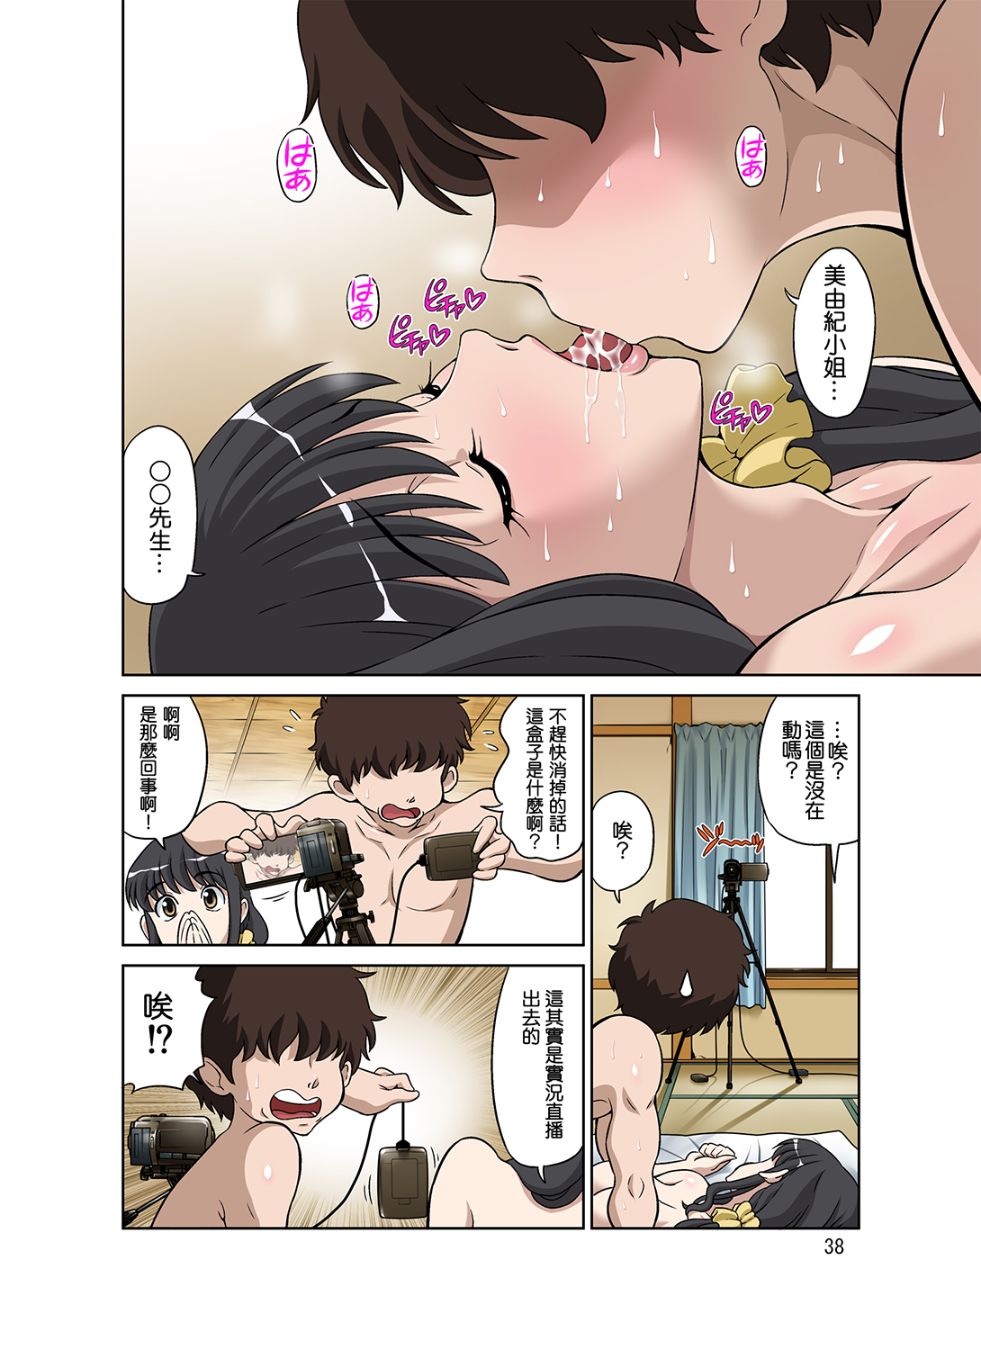 はあ
はあ
美由紀小姐…
ピチャ♡
ピチャ♡
はあ
ピチャ♡
○○先生…
…唉？
這個是沒在
動嗎？
ジ〜〜ッ
唉？
不趕快消掉的話！
這盒子是什麼啊？
啊啊
是那麼回事啊！
這其實是實況直播
出去的
唉!?
38